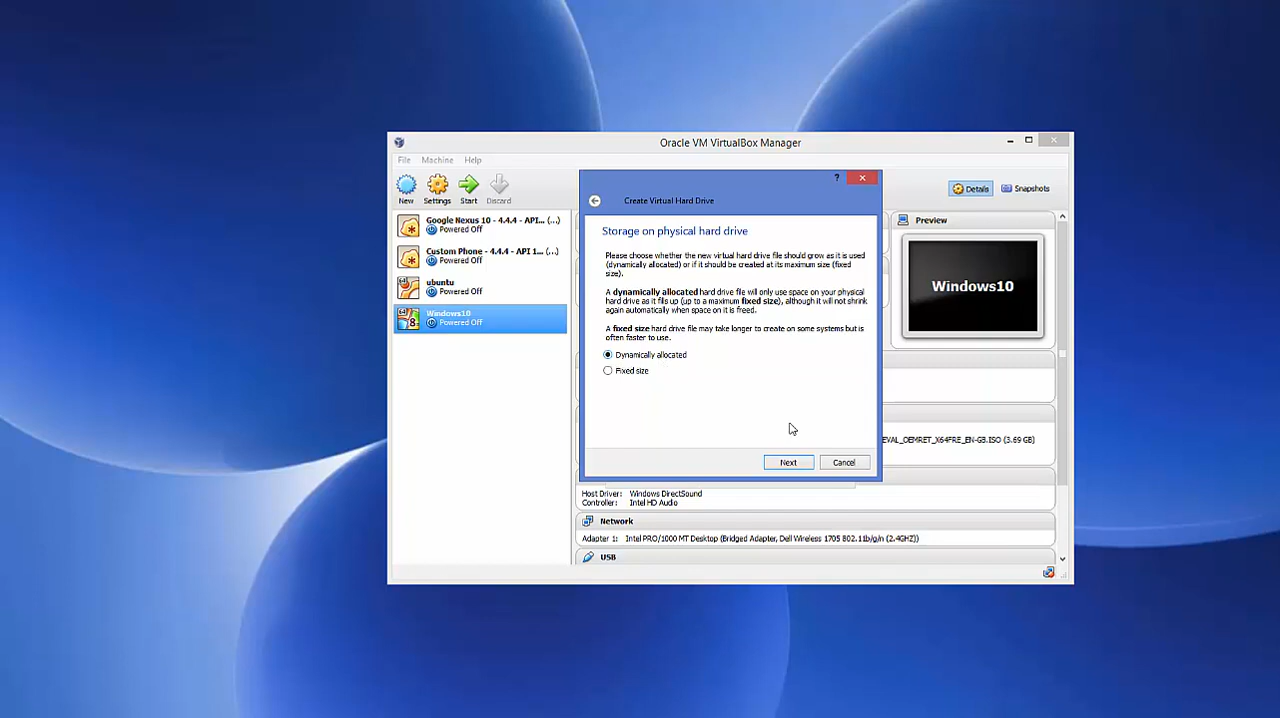 Oracle VM VirtualBox Manager
File Machine Help
New Settings Start Discard
Details Snapshots
Google Nexus 10 - 4.4.4 - API... (...)
Powered Off
Custom Phone - 4.4.4 - API 1... (...)
Powered Off
ubuntu
Powered Off
Windows10
Powered Off
?
Create Virtual Hard Drive
Storage on physical hard drive
Please choose whether the new virtual hard drive file should grow as it is used
(dynamically allocated) or if it should be created at its maximum size (fixed
size).
A dynamically allocated hard drive file will only use space on your physical
hard drive as it fills up (up to a maximum fixed size), although it will not shrink
again automatically when space on it is freed.
A fixed size hard drive file may take longer to create on some systems but is
often faster to use.
Dynamically allocated
Fixed size
Next Cancel
Preview
Windows10
EVAL_OEMRET_X64FRE_EN-GB.ISO (3.69 GB)
Host Driver: Windows DirectSound
Controller: Intel HD Audio
Network
Adapter 1: Intel PRO/1000 MT Desktop (Bridged Adapter, Dell Wireless 1705 802.11b/g/n (2.4GHZ))
USB